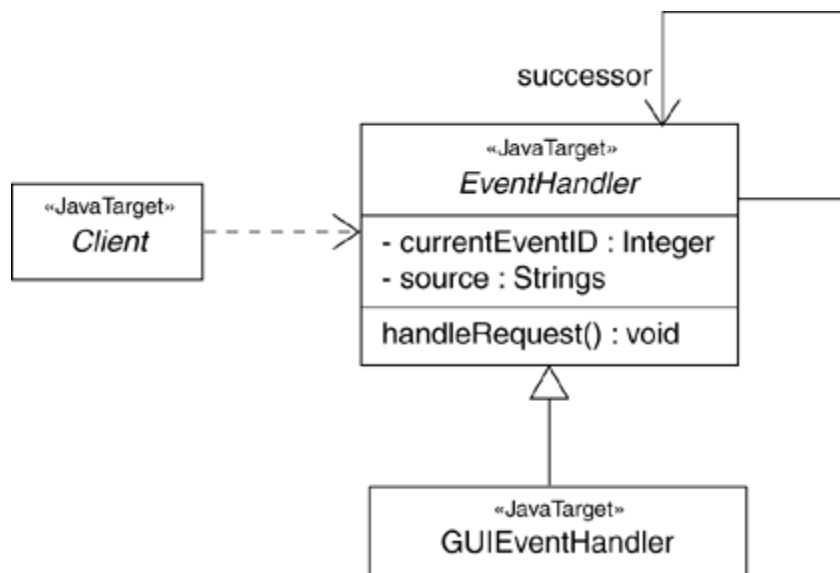 successor
«JavaTarget»
EventHandler
«JavaTarget»
Client
- currentEventID : Integer
- source : Strings
handleRequest() : void
«JavaTarget»
GUIEventHandler